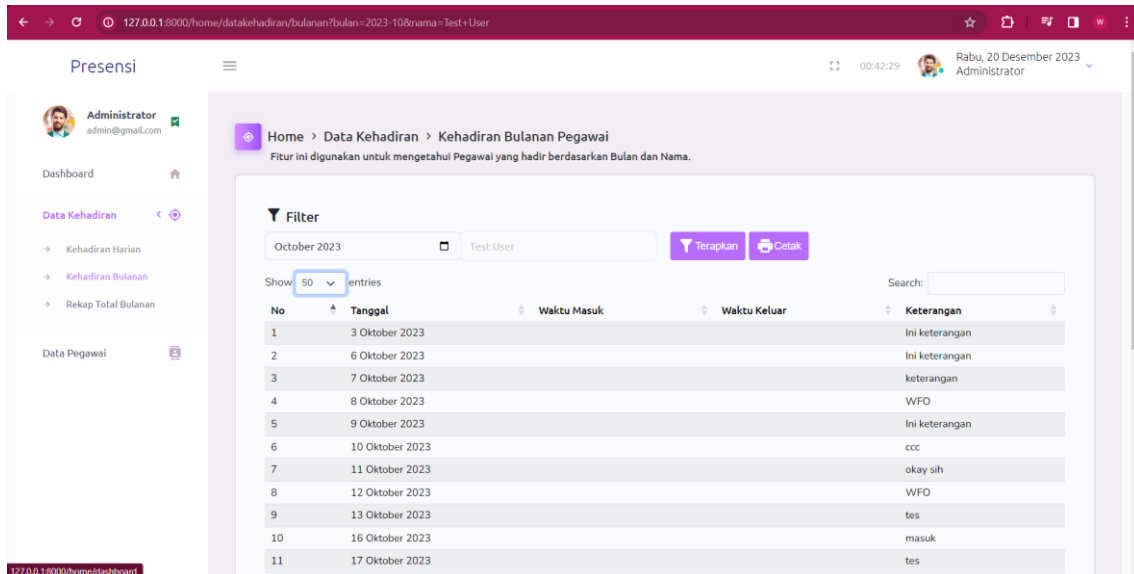 127.0.0.1:8000/home/datakehadiran/bulanan?bulan=2023-10&nama=Test+User
W
Presensi
00:42:29
Rabu, 20 Desember 2023
Administrator
Administrator
admin@gmail.com
Dashboard
Data Kehadiran
Kehadiran Harian
Kehadiran Bulanan
Rekap Total Bulanan
Data Pegawai
Home > Data Kehadiran > Kehadiran Bulanan Pegawai
Fitur ini digunakan untuk mengetahui Pegawai yang hadir berdasarkan Bulan dan Nama.
Filter
October 2023 Test User Terapkan Cetak
Show 50 entries Search:
No Tanggal Waktu Masuk Waktu Keluar Keterangan
1 3 Oktober 2023 Ini keterangan
2 6 Oktober 2023 Ini keterangan
3 7 Oktober 2023 keterangan
4 8 Oktober 2023 WFO
5 9 Oktober 2023 Ini keterangan
6 10 Oktober 2023 ccc
7 11 Oktober 2023 okay sih
8 12 Oktober 2023 WFO
9 13 Oktober 2023 tes
10 16 Oktober 2023 masuk
11 17 Oktober 2023 tes
127.0.0.1:8000/home/dashboard